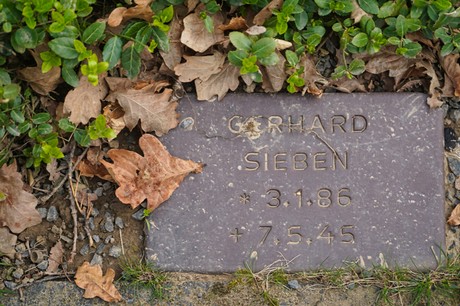 GERHARD
SIEBEN
* 3.1.86
+ 7.5.45